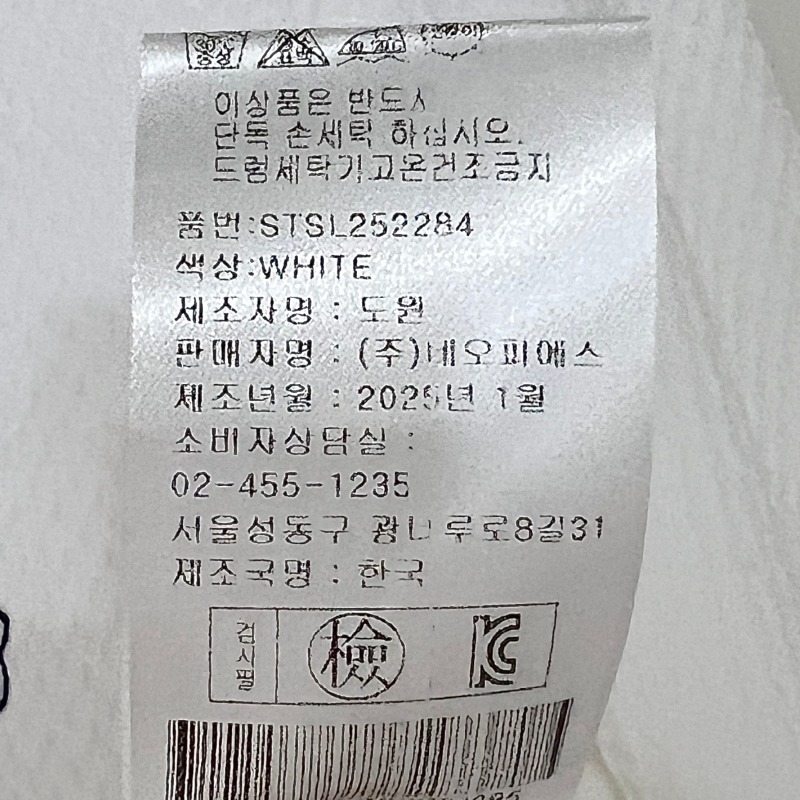 이상품은 반드시
단독 손세탁 하십시오.
드럼세탁기고온건조금지
품번:STSL252284
색상:WHITE
제조자명 : 도원
판매자명 : (주)네오피에스
제조년월 : 2025년 1월
소비자상담실 :
02-455-1235
서울성동구 광나루로8길31
제조국명 : 한국
검사필 檢 KC